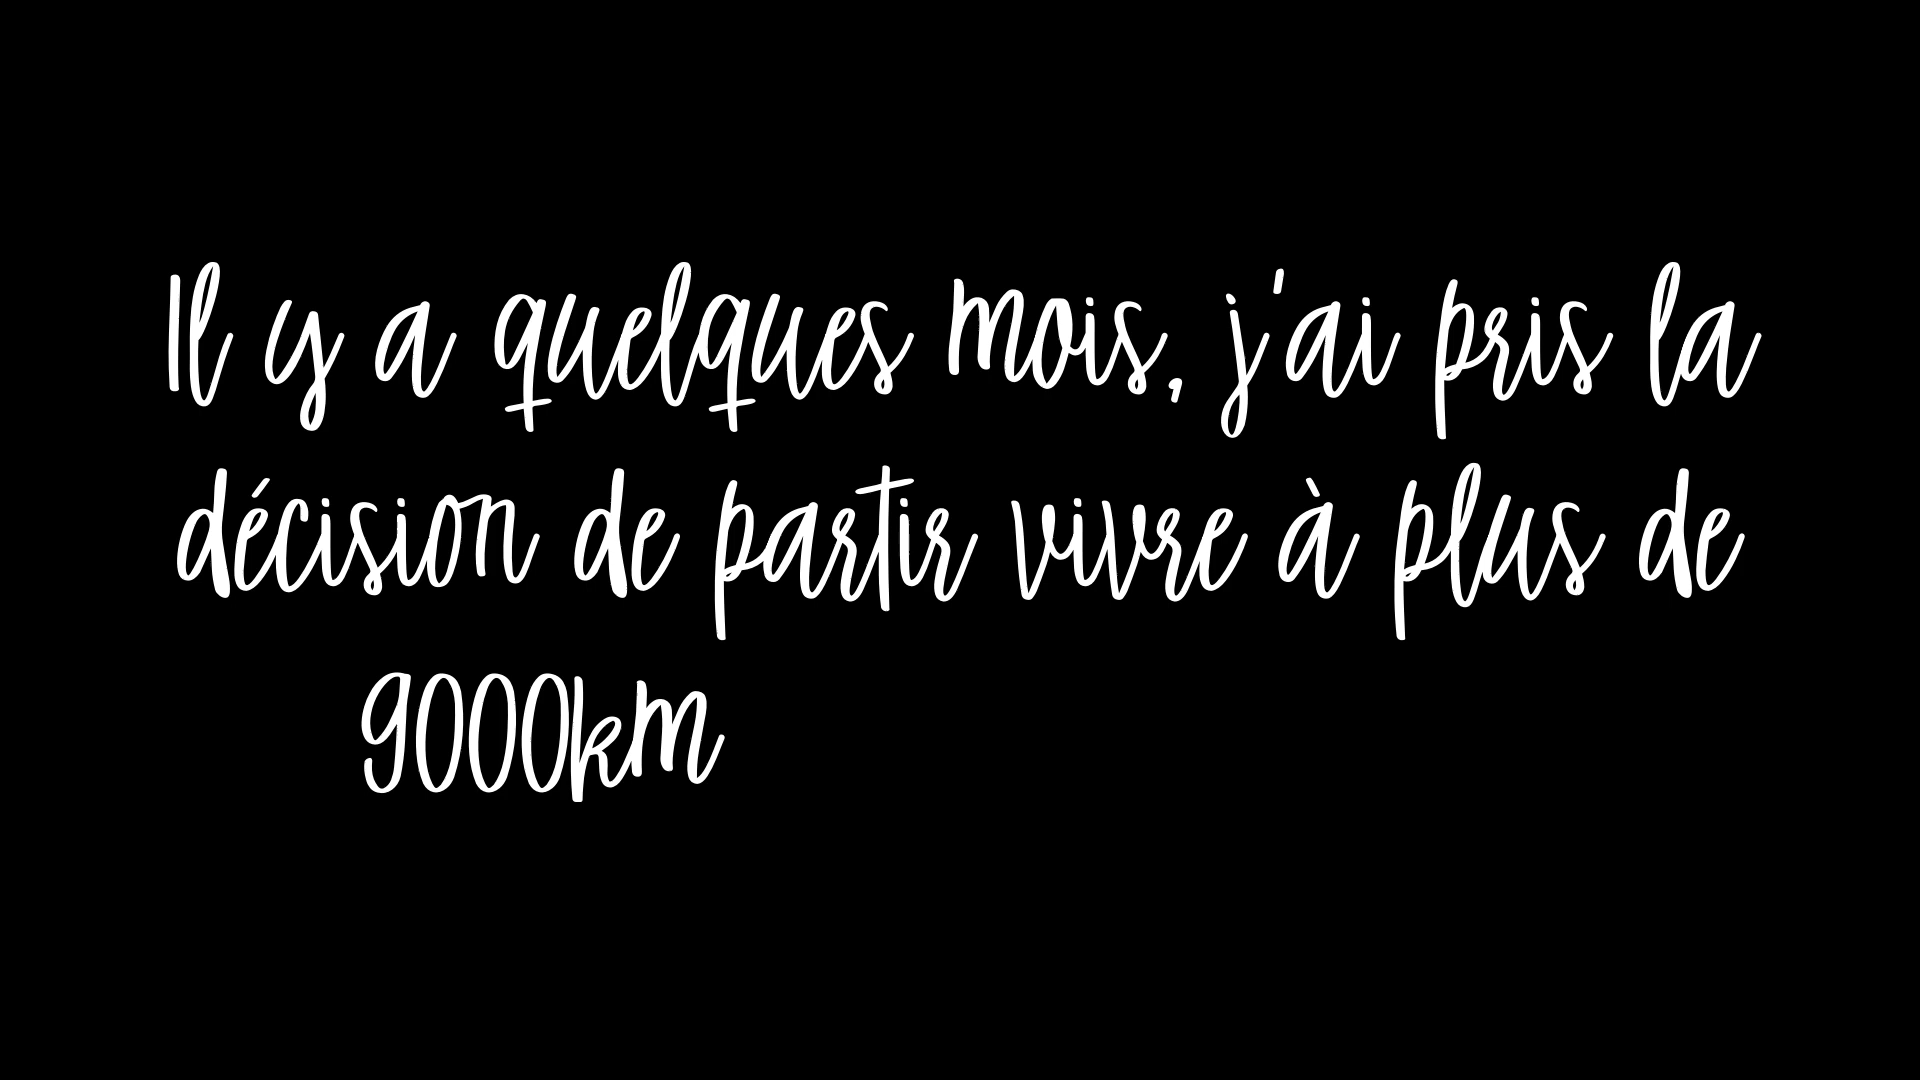 Il y a quelques mois, j'ai pris la
décision de partir vivre à plus de
9000km